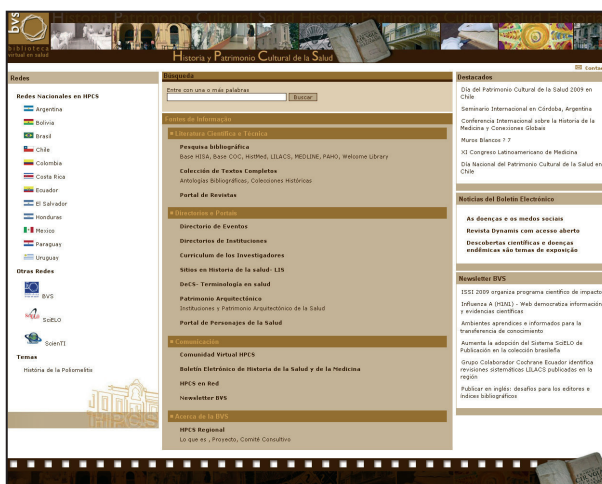 bvs
biblioteca
virtual en salud
Historia y Patrimonio Cultural de la Salud
Redes
Redes Nacionales en HPCS
Argentina
Bolivia
Brasil
Chile
Colombia
Costa Rica
Ecuador
El Salvador
Honduras
Mexico
Paraguay
Uruguay
Otras Redes
BVS
SciELO
ScienTI
Temas
História de la Poliomelite
HPCS
Búsqueda
Entre con una o más palabras
Buscar
Fontes de Informação
Literatura Científica e Técnica
Pesquisa bibliográfica
Base HISA, Base COC, HistMed, LILACS, MEDLINE, PAHO, Welcome Library
Colección de Textos Completos
Antologías Bibliográficas, Colecciones Históricas
Portal de Revistas
Directorios e Portais
Directorio de Eventos
Directorios de Instituciones
Curriculum de los Investigadores
Sitios en Historia de la salud- LIS
DeCS- Terminología en salud
Patrimonio Arquitectónico
Instituciones y Patrimonio Arquitectónico de la Salud
Portal de Personajes de la Salud
Comunicación
Comunidad Virtual HPCS
Boletín Eletrónico de Historia de la Salud y de la Medicina
HPCS en Red
Newsletter BVS
Acerca de la BVS
HPCS Regional
Lo que es , Proyecto, Comité Consultivo
Destacados
Día del Patrimonio Cultural de la Salud 2009 en
Chile
Seminario Internacional en Córdoba, Argentina
Conferencia Internacional sobre la Historia de la
Medicina y Conexiones Globais
Muros Blancos ? 7
XI Congreso Latinoamericano de Medicina
Día Nacional del Patrimonio Cultural de la Salud en
Chile
Noticias del Boletín Electrónico
As doenças e os medos sociais
Revista Dynamis com acesso aberto
Descobertas científicas e doenças
endêmicas são temas de exposição
Newsletter BVS
ISSI 2009 organiza programa científico de impacto
Influenza A (H1N1) - Web democratiza información
y evidencias científicas
Ambientes aprendices e informados para la
transferencia de conocimiento
Aumenta la adopción del Sistema SciELO de
Publicación en la colección brasileña
Grupo Colaborador Cochrane Ecuador identifica
revisiones sistemáticas LILACS publicadas en la
región
Publicar en inglés: desafíos para los editores e
índices bibliográficos